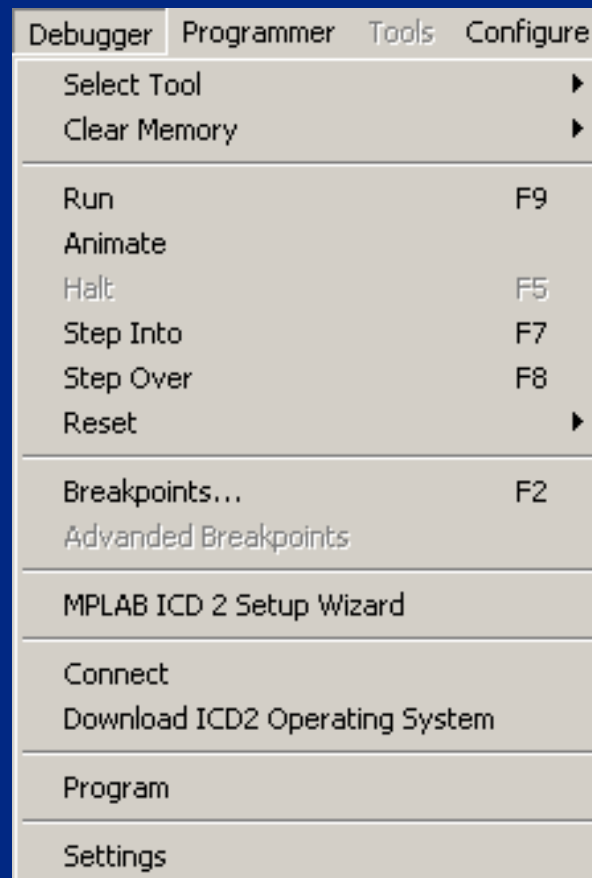 Debugger Programmer Tools Configure
Select Tool
Clear Memory
Run F9
Animate
Halt F5
Step Into F7
Step Over F8
Reset
Breakpoints... F2
Advanded Breakpoints
MPLAB ICD 2 Setup Wizard
Connect
Download ICD2 Operating System
Program
Settings